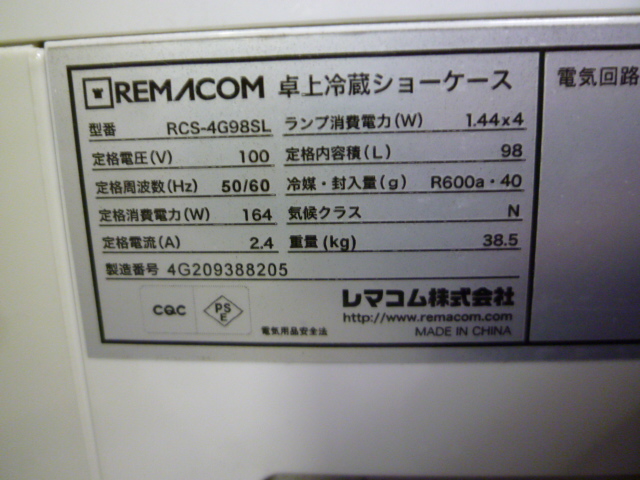 REMACOM 卓上冷蔵ショーケース
型番 RCS-4G98SL
定格電圧(V) 100
定格周波数(Hz) 50/60
定格消費電力(W) 164
定格電流(A) 2.4
ランプ消費電力(W) 1.44x4
定格内容積(L) 98
冷媒・封入量(g) R600a・40
気候クラス N
重量(kg) 38.5
製造番号 4G209388205
CQC
PS
E
電気用品安全法
レマコム株式会社
http://www.remacom.com
MADE IN CHINA
電気回路